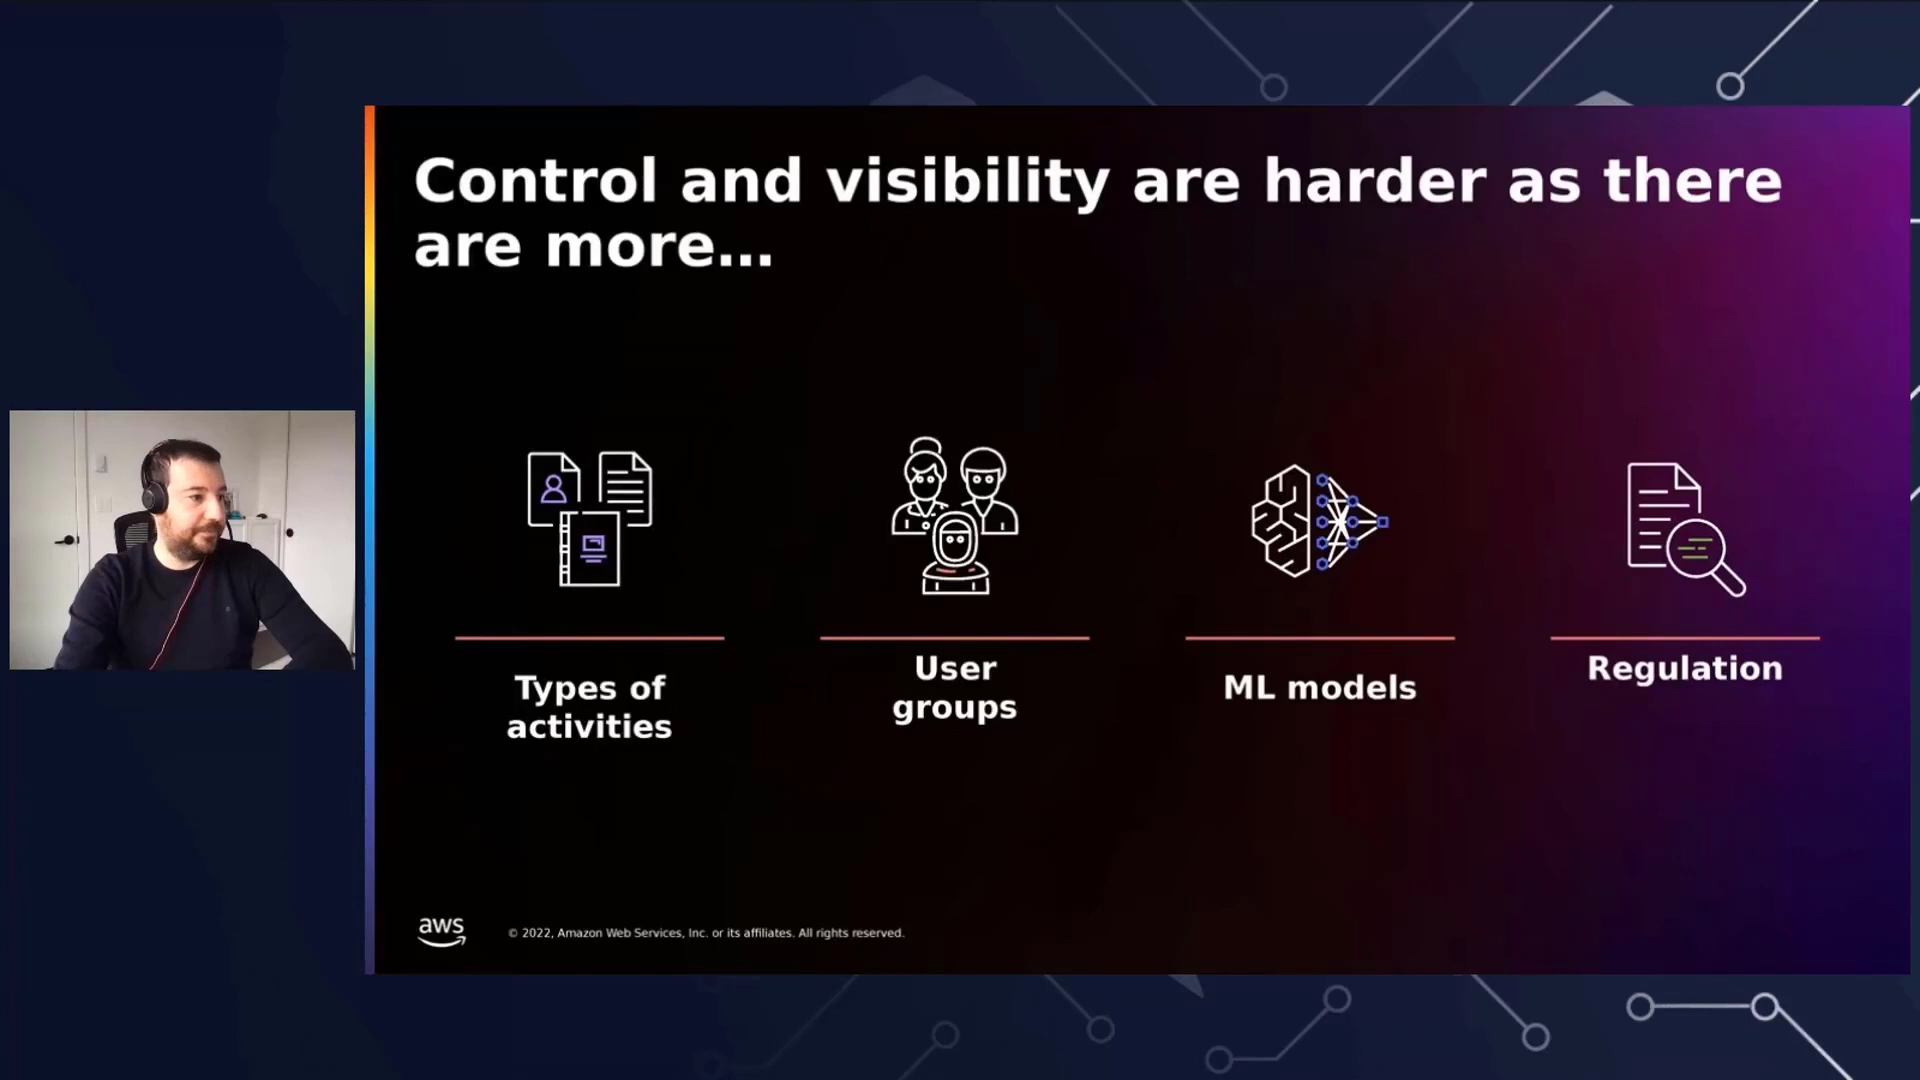 Control and visibility are harder as there
are more...
Types of
activities
User
groups
ML models
Regulation
aws
© 2022, Amazon Web Services, Inc. or its affiliates. All rights reserved.